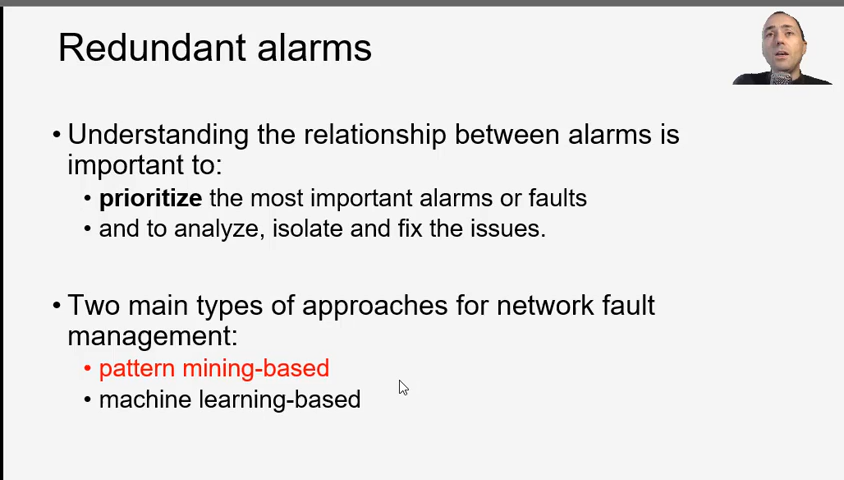 Redundant alarms
• Understanding the relationship between alarms is
important to:
• prioritize the most important alarms or faults
• and to analyze, isolate and fix the issues.
• Two main types of approaches for network fault
management:
• pattern mining-based
• machine learning-based